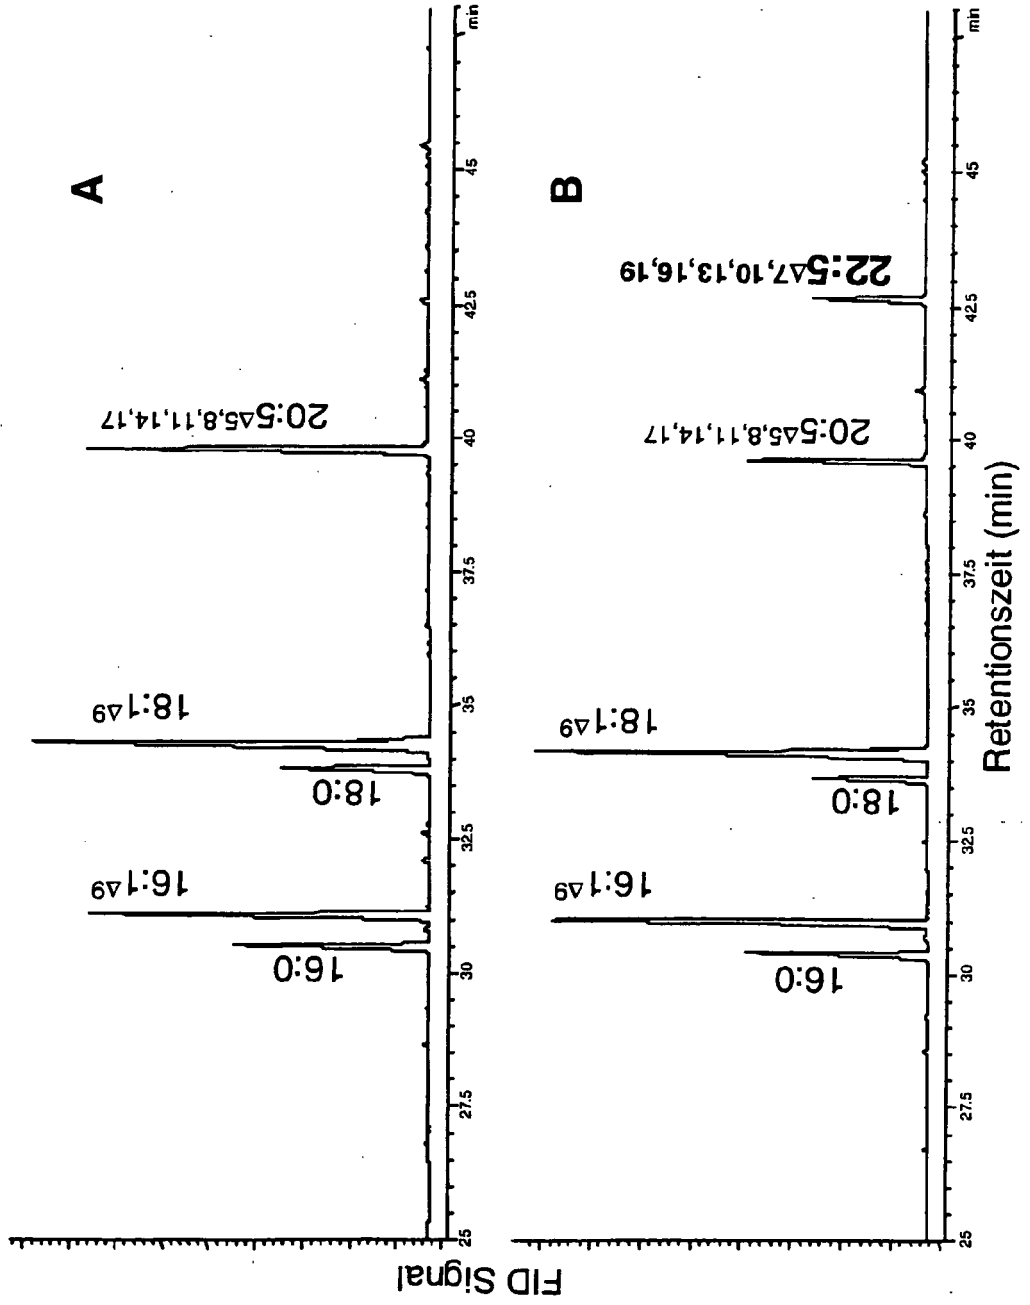 FID Signal
A
16:0
16:1Δ9
18:0
18:1Δ9
20:5Δ5,8,11,14,17
25
27.5
30
32.5
35
37.5
40
42.5
45
min
B
16:0
16:1Δ9
18:0
18:1Δ9
20:5Δ5,8,11,14,17
22:5Δ7,10,13,16,19
25
27.5
30
32.5
35
37.5
40
42.5
45
min
Retentionszeit (min)